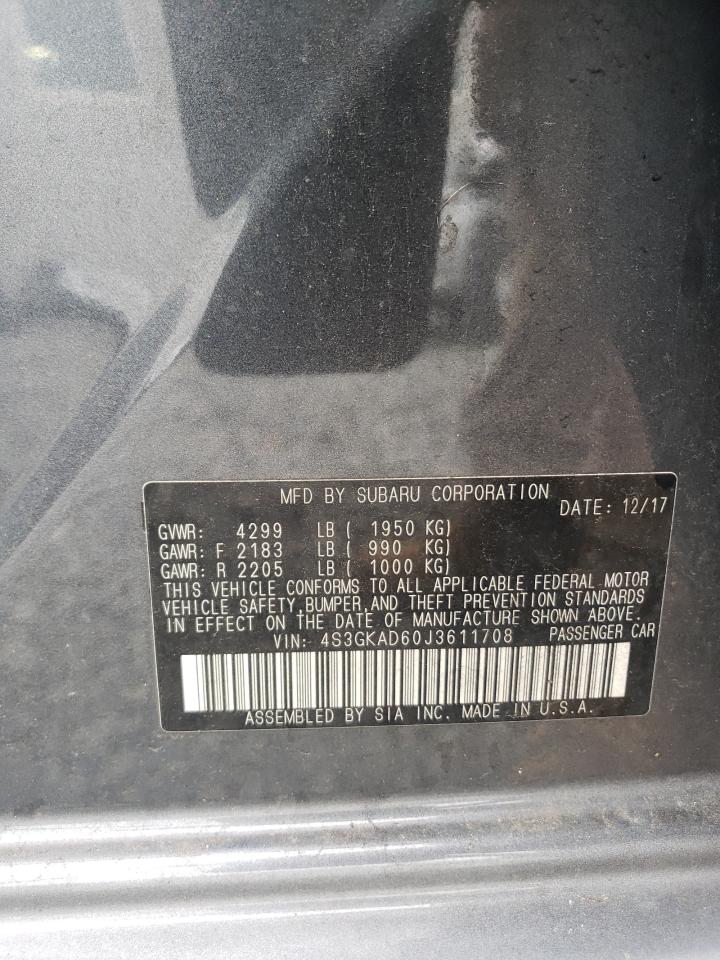 MFD BY SUBARU CORPORATION
DATE: 12/17
GVWR: 4299 LB ( 1950 KG)
GAWR: F 2183 LB ( 990 KG)
GAWR: R 2205 LB ( 1000 KG)
THIS VEHICLE CONFORMS TO ALL APPLICABLE FEDERAL MOTOR
VEHICLE SAFETY,BUMPER,AND THEFT PREVENTION STANDARDS
IN EFFECT ON THE DATE OF MANUFACTURE SHOWN ABOVE.
VIN: 4S3GKAD60J3611708 PASSENGER CAR
ASSEMBLED BY SIA INC. MADE IN U.S.A.